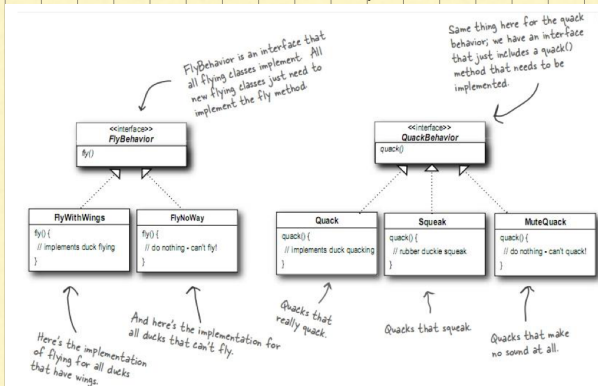 FlyBehavior is an interface that
all flying classes implement. All
new flying classes just need to
implement the fly method.
Same thing here for the quack
behavior; we have an interface
that just includes a quack()
method that needs to be
implemented.
<<interface>>
FlyBehavior
fly()
<<interface>>
QuackBehavior
quack()
FlyWithWings
fly() {
// implements duck flying
}
FlyNoWay
fly() {
// do nothing - can't fly!
}
Quack
quack() {
// implements duck quacking
}
Squeak
quack() {
// rubber duckie squeak
}
MuteQuack
quack() {
// do nothing - can't quack!
}
Here's the implementation
of flying for all ducks
that have wings.
And here's the implementation for
all ducks that can't fly.
Quacks that
really quack.
Quacks that squeak.
Quacks that make
no sound at all.